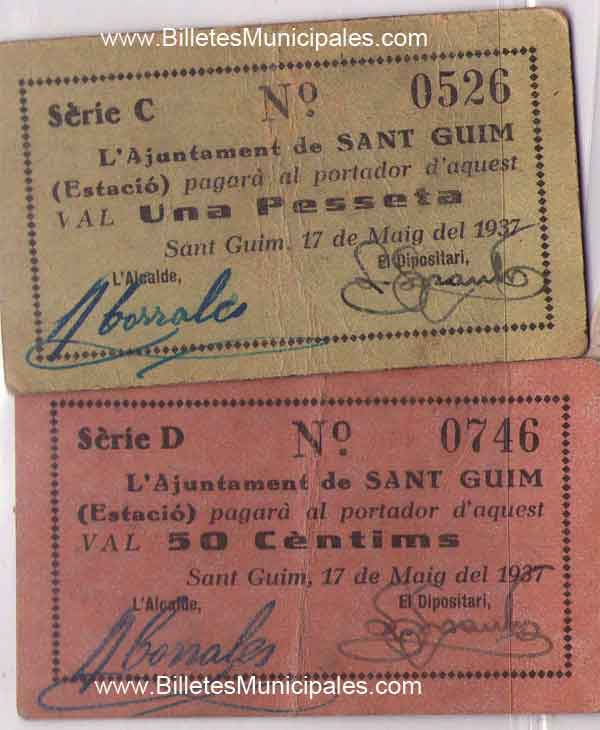 www.BilletesMunicipales.com
Sèrie C Nº 0526
L'Ajuntament de SANT GUIM
(Estació) pagarà al portador d'aquest
VAL Una Pesseta
Sant Guim, 17 de Maig del 1937
L'Alcalde, El Dipositari,
Sèrie D Nº 0746
L'Ajuntament de SANT GUIM
(Estació) pagarà al portador d'aquest
VAL 50 Cèntims
Sant Guim, 17 de Maig del 1937
L'Alcalde, El Dipositari,
www.BilletesMunicipales.com